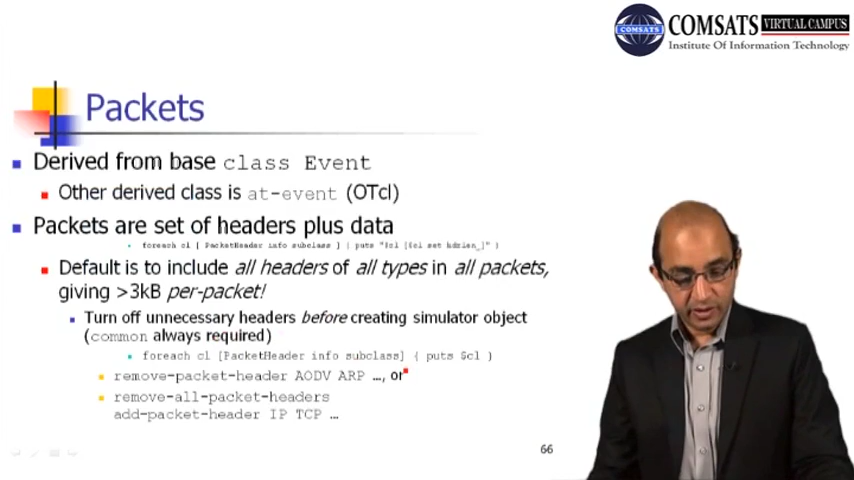 COMSATS VIRTUAL CAMPUS
COMSATS
Institute Of Information Technology
Packets
Derived from base class Event
Other derived class is at-event (OTcl)
Packets are set of headers plus data
foreach cl [ PacketHeader info subclass ] { puts "$cl [$cl set hdrlen_]" }
Default is to include all headers of all types in all packets,
giving >3kB per-packet!
Turn off unnecessary headers before creating simulator object
(common always required)
foreach cl [PacketHeader info subclass] { puts $cl }
remove-packet-header AODV ARP …, or
remove-all-packet-headers
add-packet-header IP TCP …
66